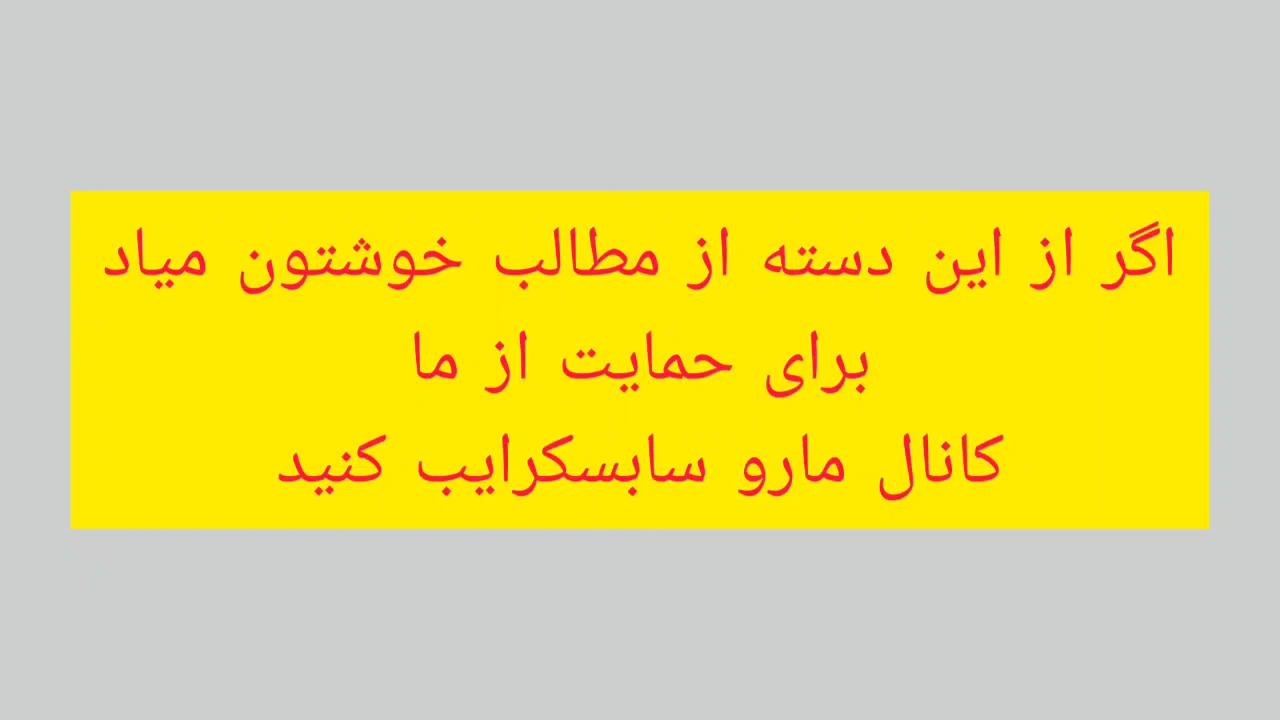 اگر از این دسته از مطالب خوشتون میاد
برای حمایت از ما
کانال مارو سابسکرایب کنید